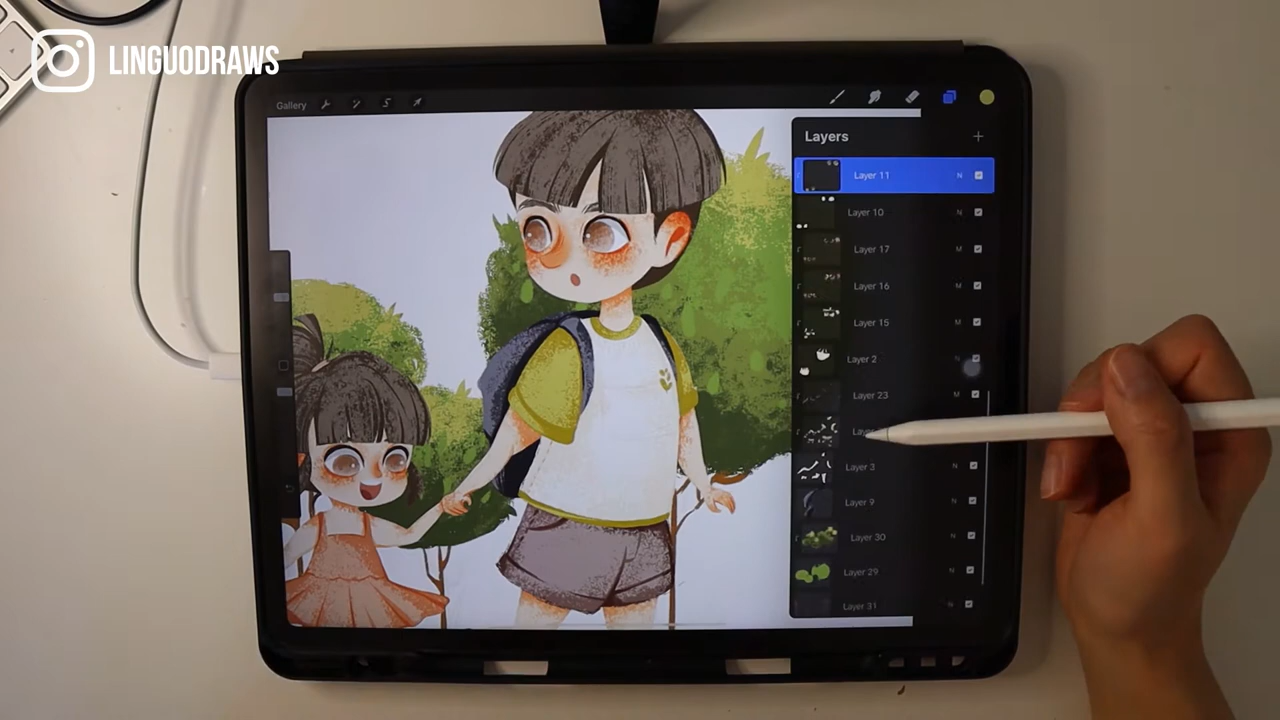 LINGUODRAWS
Gallery
Layers
Layer 11
N
Layer 10
N
Layer 17
M
Layer 16
M
Layer 15
M
Layer 2
N
Layer 23
M
Layer 3
N
Layer 9
N
Layer 30
N
Layer 29
N
Layer 31